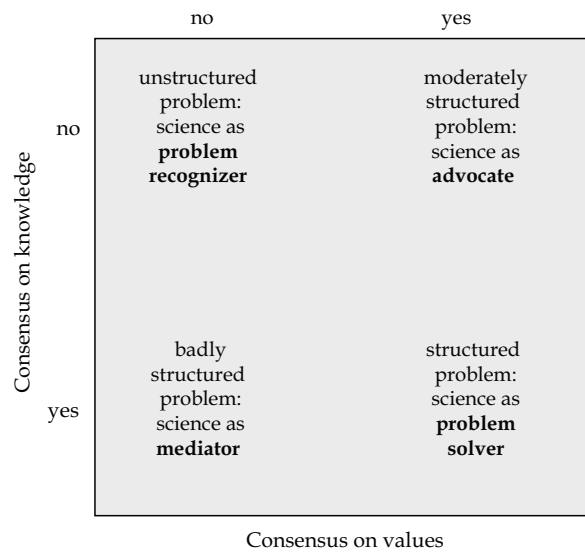 no
yes
no
unstructured
problem:
science as
problem
recognizer
moderately
structured
problem:
science as
advocate
Consensus on knowledge
yes
badly
structured
problem:
science as
mediator
structured
problem:
science as
problem
solver
Consensus on values